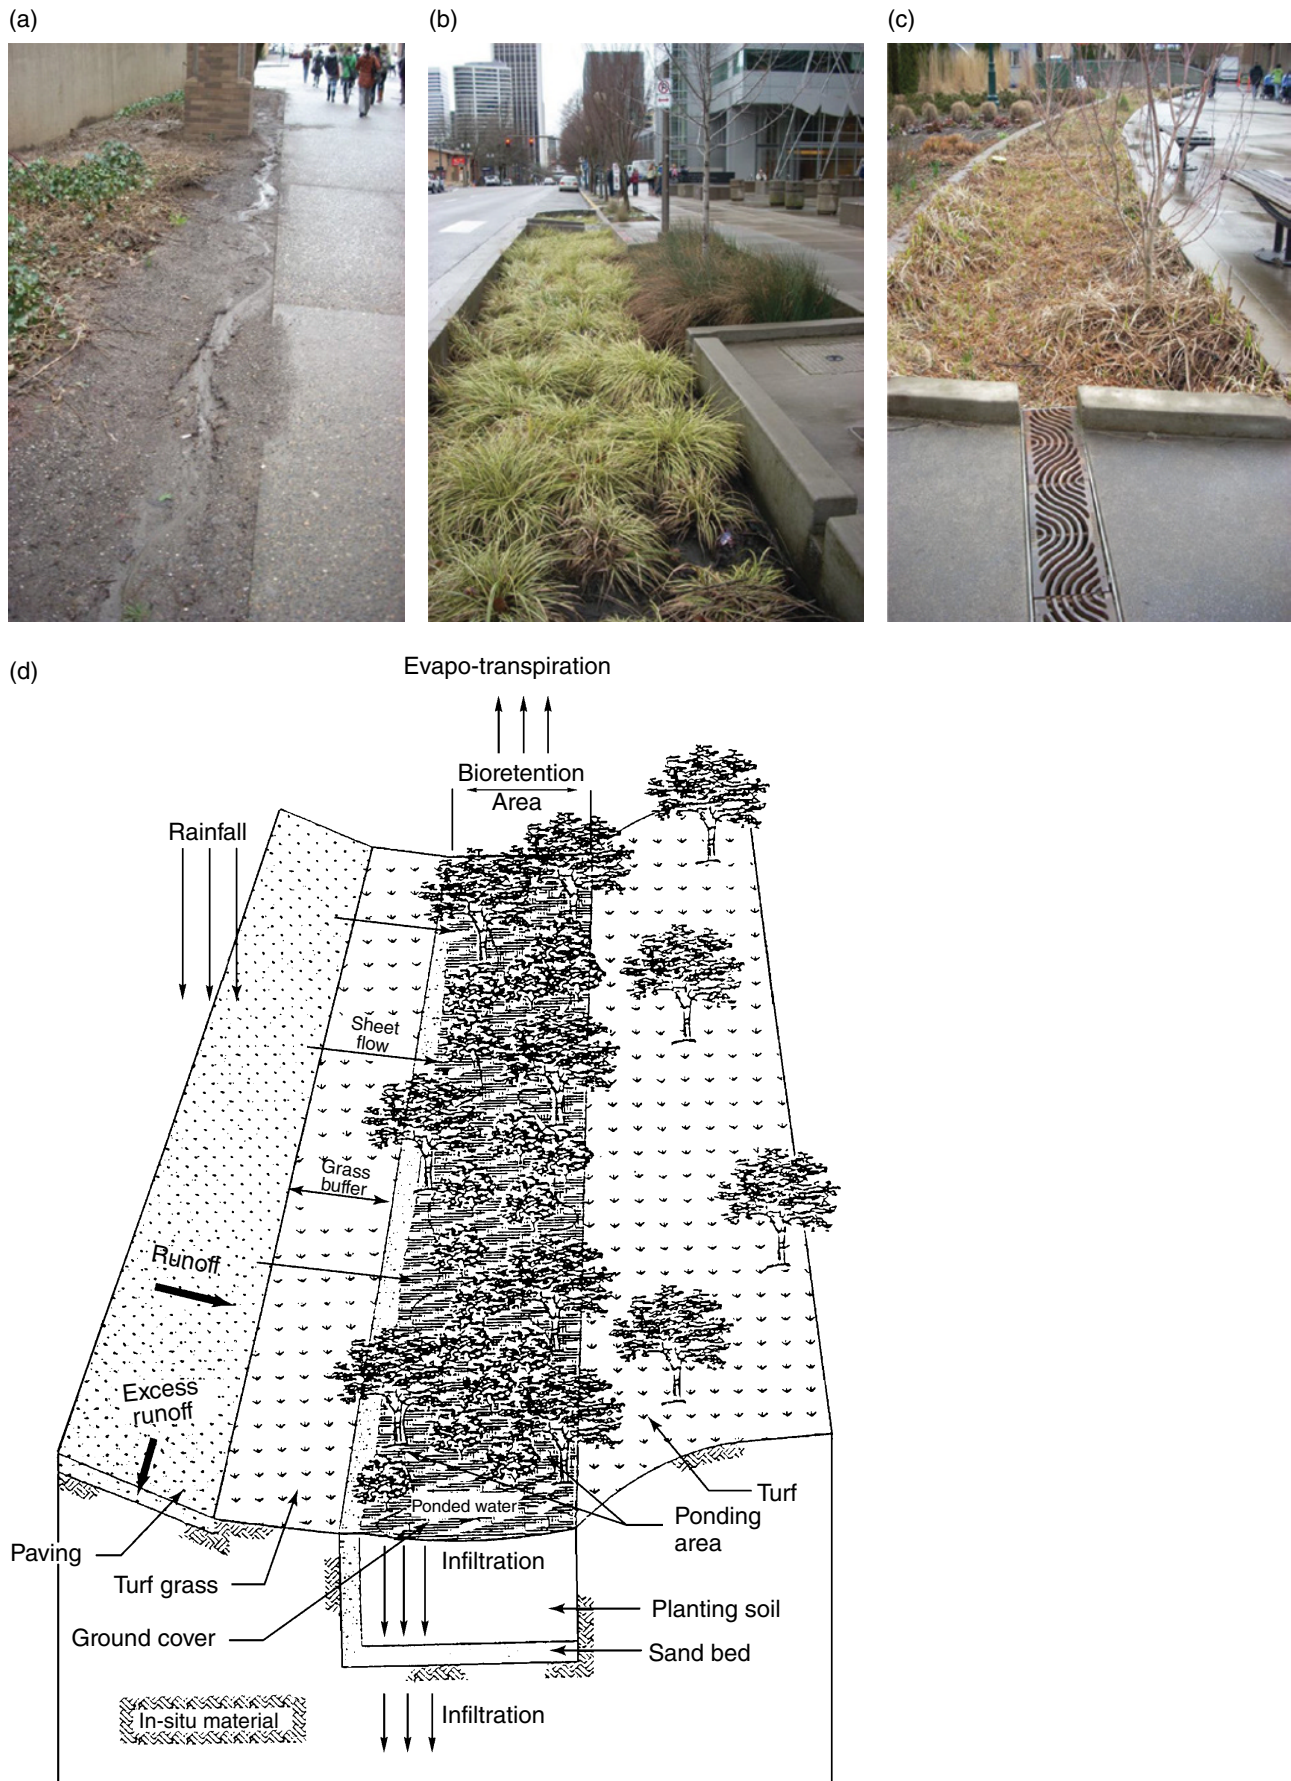 (a)
(b)
(c)
(d)
Evapo-transpiration
Bioretention
Area
Rainfall
Sheet
flow
Grass
buffer
Runoff
Excess
runoff
Ponded water
Turf
Ponding
area
Paving
Infiltration
Turf grass
Planting soil
Ground cover
Sand bed
In-situ material
Infiltration